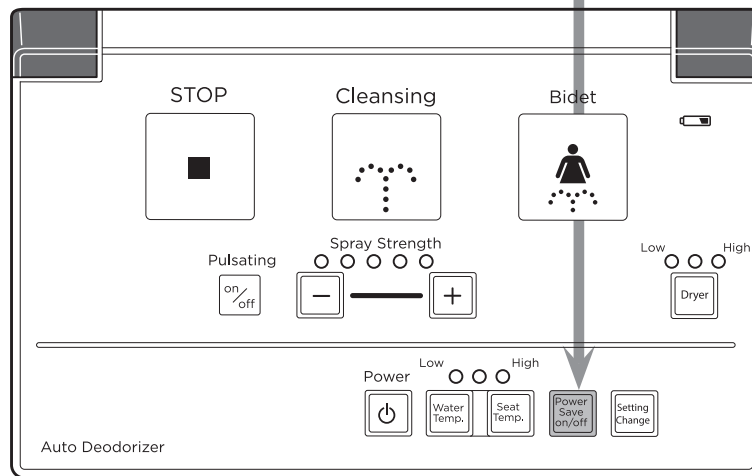 STOP
Cleansing
Bidet
Spray Strength
Pulsating
on/off
Low
High
Dryer
Low
High
Power
Water
Temp.
Seat
Temp.
Power
Save
on/off
Setting
Change
Auto Deodorizer